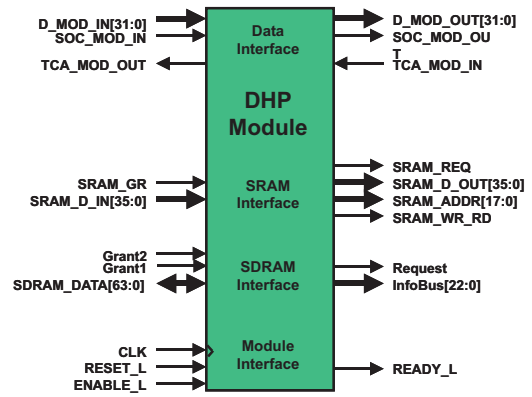 D_MOD_IN[31:0]
SOC_MOD_IN
TCA_MOD_OUT
Data
Interface
D_MOD_OUT[31:0]
SOC_MOD_OU
T
TCA_MOD_IN
DHP
Module
SRAM_GR
SRAM_D_IN[35:0]
SRAM
Interface
SRAM_REQ
SRAM_D_OUT[35:0]
SRAM_ADDR[17:0]
SRAM_WR_RD
Grant2
Grant1
SDRAM_DATA[63:0]
SDRAM
Interface
Request
InfoBus[22:0]
CLK
RESET_L
ENABLE_L
Module
Interface
READY_L